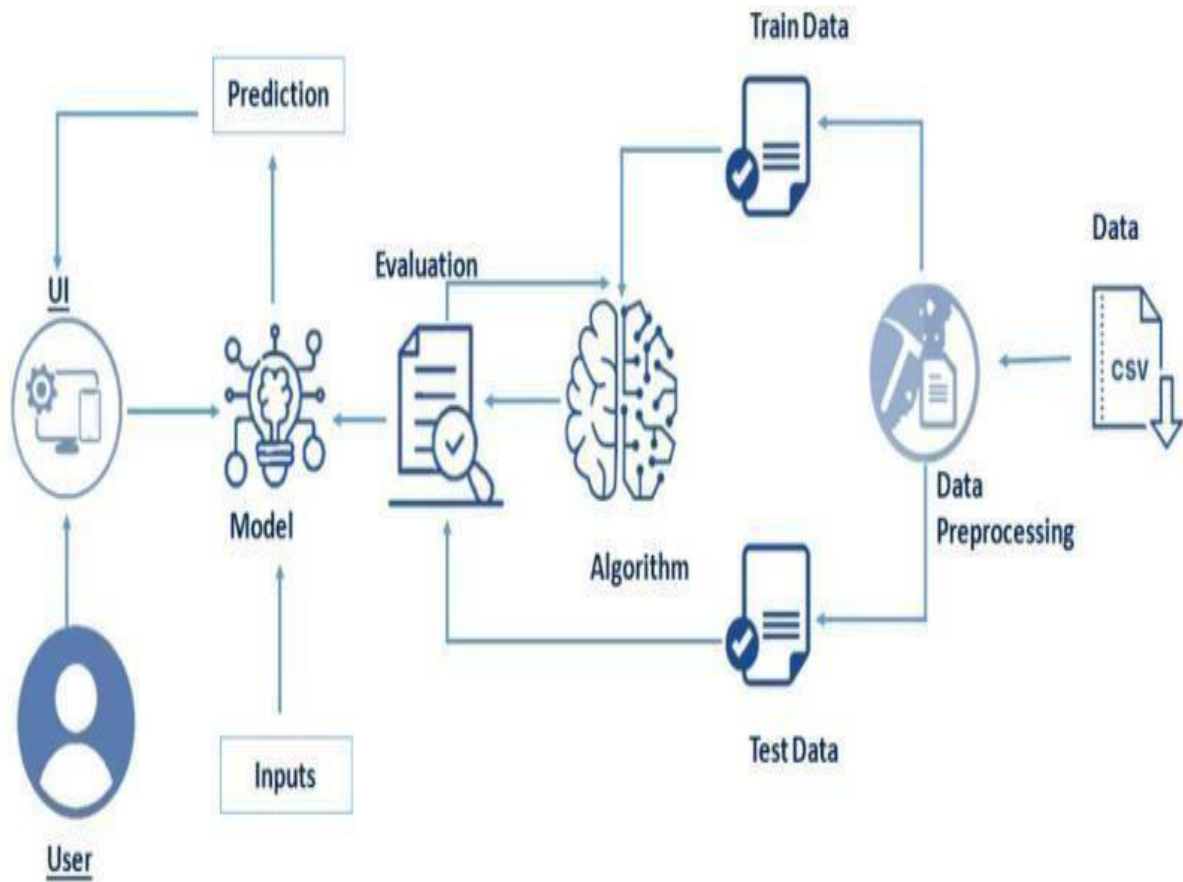 Train Data
Prediction
Data
Evaluation
UI
CSV
Model
Data
Preprocessing
Algorithm
Inputs
Test Data
User